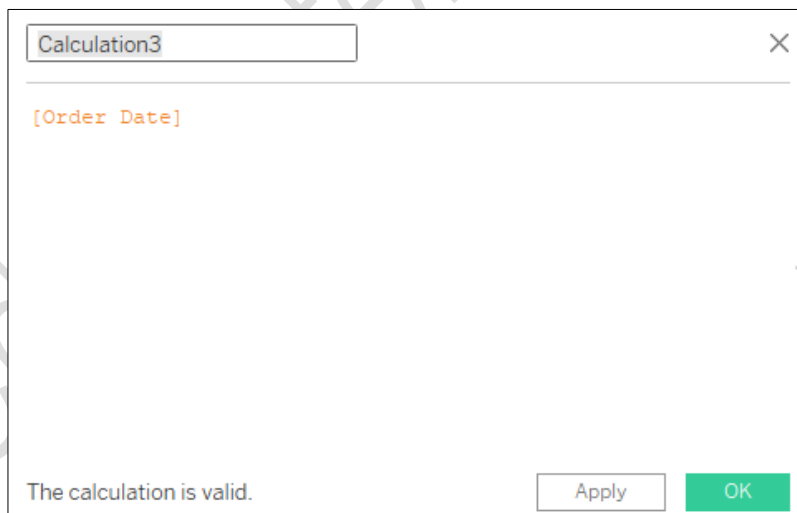 Calculation3
[Order Date]
The calculation is valid.
Apply
OK